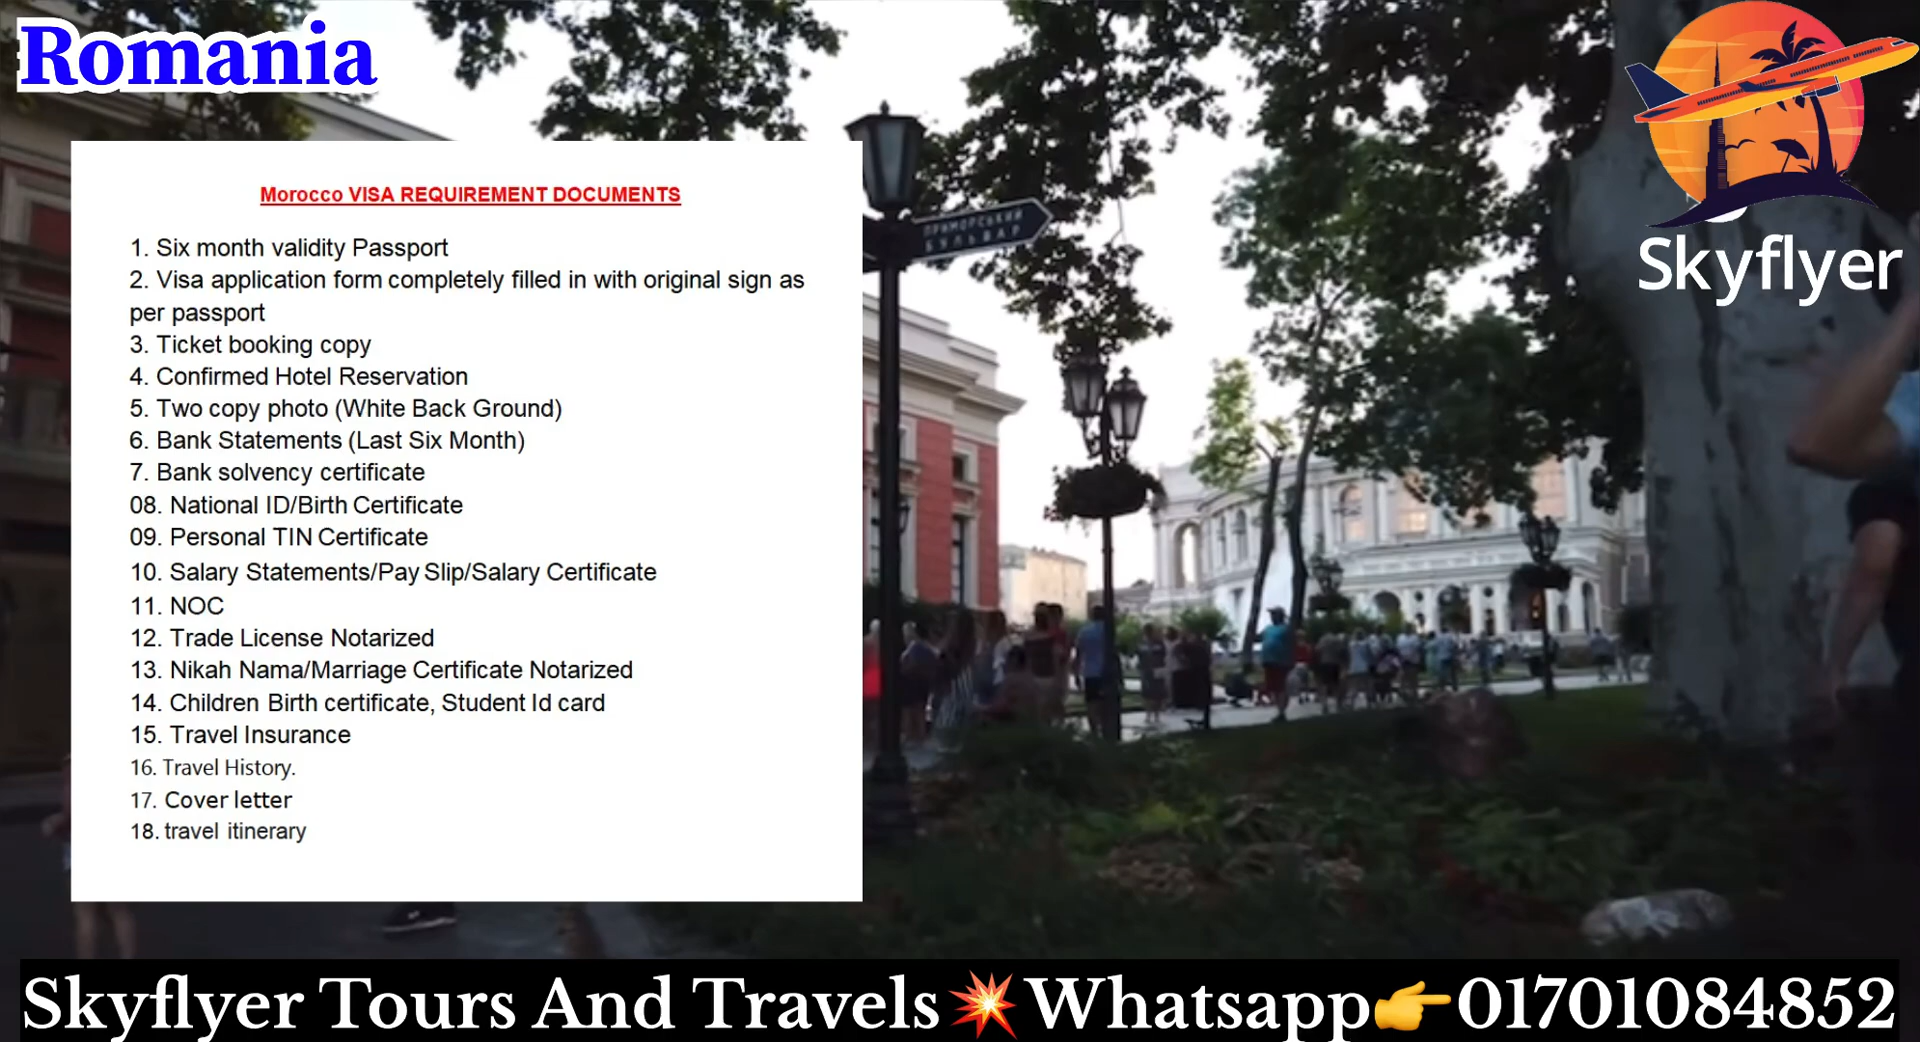 Romania
Skyflyer
Morocco VISA REQUIREMENT DOCUMENTS
1. Six month validity Passport
2. Visa application form completely filled in with original sign as
per passport
3. Ticket booking copy
4. Confirmed Hotel Reservation
5. Two copy photo (White Back Ground)
6. Bank Statements (Last Six Month)
7. Bank solvency certificate
08. National ID/Birth Certificate
09. Personal TIN Certificate
10. Salary Statements/Pay Slip/Salary Certificate
11. NOC
12. Trade License Notarized
13. Nikah Nama/Marriage Certificate Notarized
14. Children Birth certificate, Student Id card
15. Travel Insurance
16. Travel History.
17. Cover letter
18. travel itinerary
ПРИМОРСЬКИЙ
БУЛЬВАР
Skyflyer Tours And Travels💥Whatsapp👉01701084852